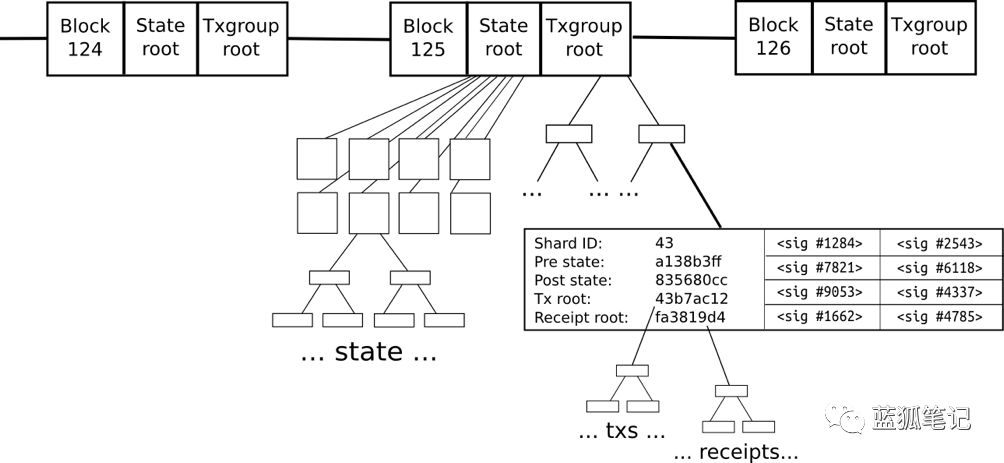 Block 124
State root
Txgroup root
Block 125
State root
Txgroup root
Block 126
State root
Txgroup root
...
... ...
Shard ID: 43
Pre state: a138b3ff
Post state: 835680cc
Tx root: 43b7ac12
Receipt root: fa3819d4
<sig #1284> <sig #2543>
<sig #7821> <sig #6118>
<sig #9053> <sig #4337>
<sig #1662> <sig #4785>
... state ...
... txs ...
... receipts...
蓝狐笔记